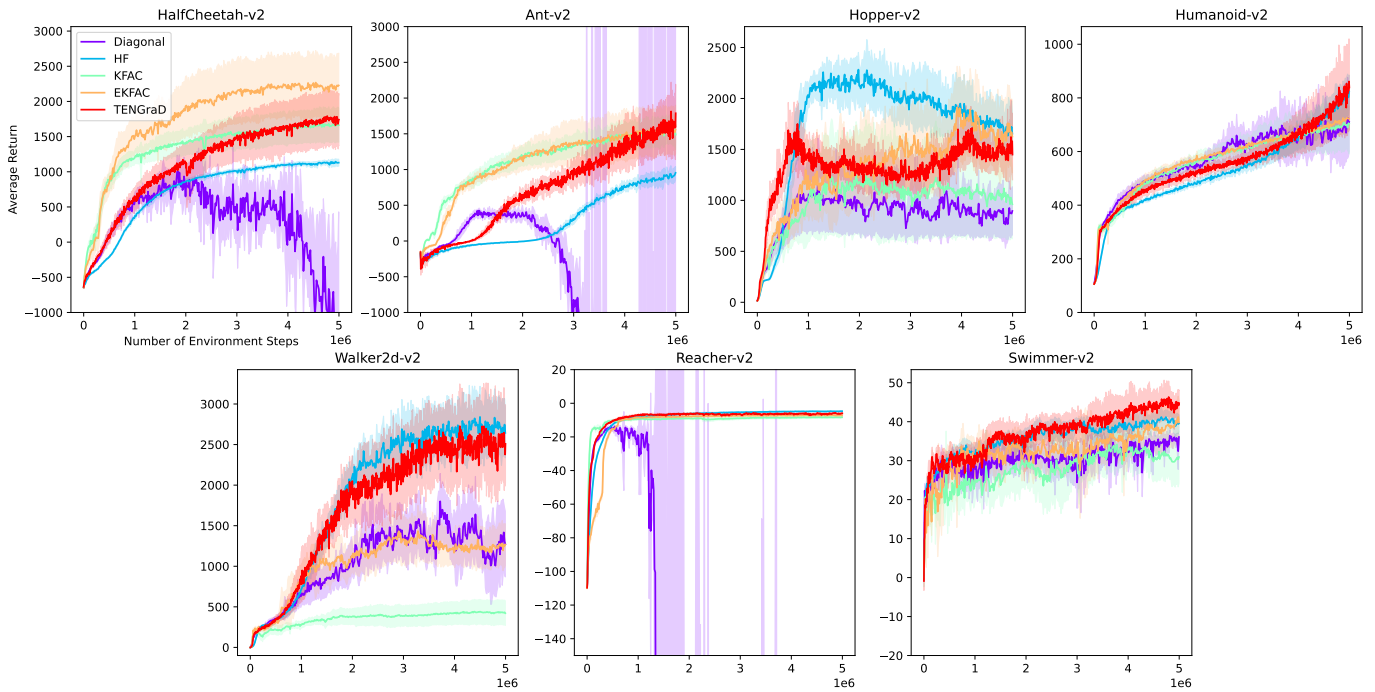 HalfCheetah-v2
Ant-v2
Hopper-v2
Humanoid-v2
Average Return
3000
2500
2000
1500
1000
500
0
−500
−1000
Diagonal
HF
KFAC
EKFAC
TENGraD
0 1 2 3 4 5
1e6
Number of Environment Steps
3000
2500
2000
1500
1000
500
0
−500
−1000
0 1 2 3 4 5
1e6
2500
2000
1500
1000
500
0
0 1 2 3 4 5
1e6
1000
800
600
400
200
0
0 1 2 3 4 5
1e6
Walker2d-v2
Reacher-v2
Swimmer-v2
3000
2500
2000
1500
1000
500
0
0 1 2 3 4 5
1e6
20
0
−20
−40
−60
−80
−100
−120
−140
0 1 2 3 4 5
1e6
50
40
30
20
10
0
−10
−20
0 1 2 3 4 5
1e6